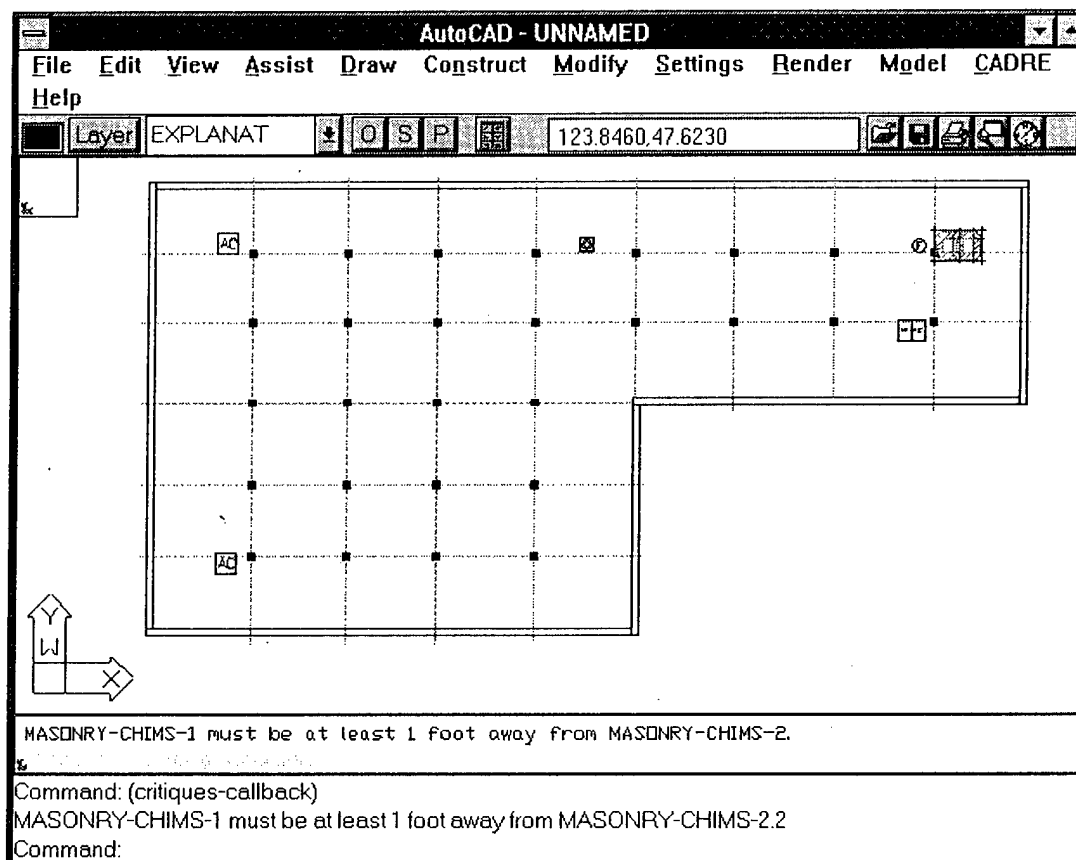 AutoCAD - UNNAMED
File Edit View Assist Draw Construct Modify Settings Render Model CADRE
Help
Layer EXPLANAT O S P 123.8460,47.6230
AC
F
AC
Y
W
X
MASONRY-CHIMS-1 must be at least 1 foot away from MASONRY-CHIMS-2.
Command: (critiques-callback)
MASONRY-CHIMS-1 must be at least 1 foot away from MASONRY-CHIMS-2.2
Command: